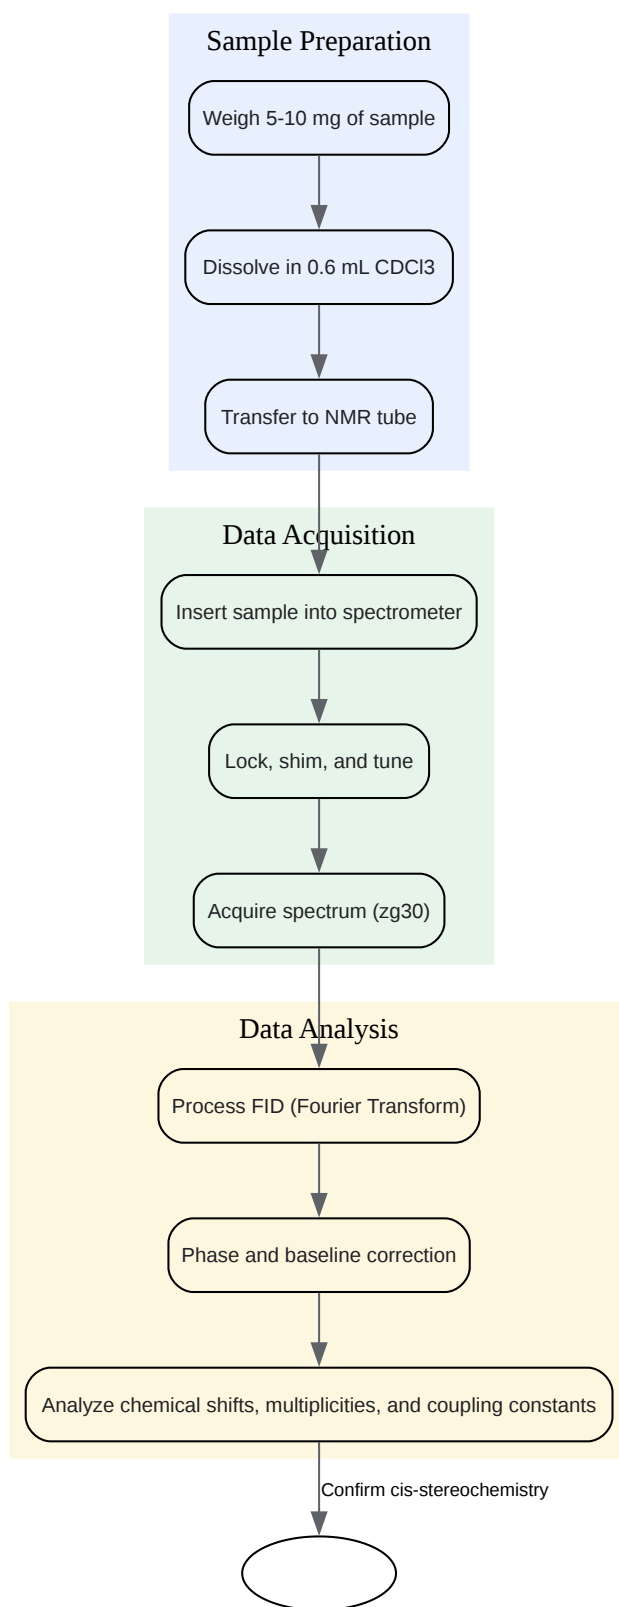 Sample Preparation
Weigh 5-10 mg of sample
Dissolve in 0.6 mL CDCl3
Transfer to NMR tube
Data Acquisition
Insert sample into spectrometer
Lock, shim, and tune
Acquire spectrum (zg30)
Data Analysis
Process FID (Fourier Transform)
Phase and baseline correction
Analyze chemical shifts, multiplicities, and coupling constants
Confirm cis-stereochemistry